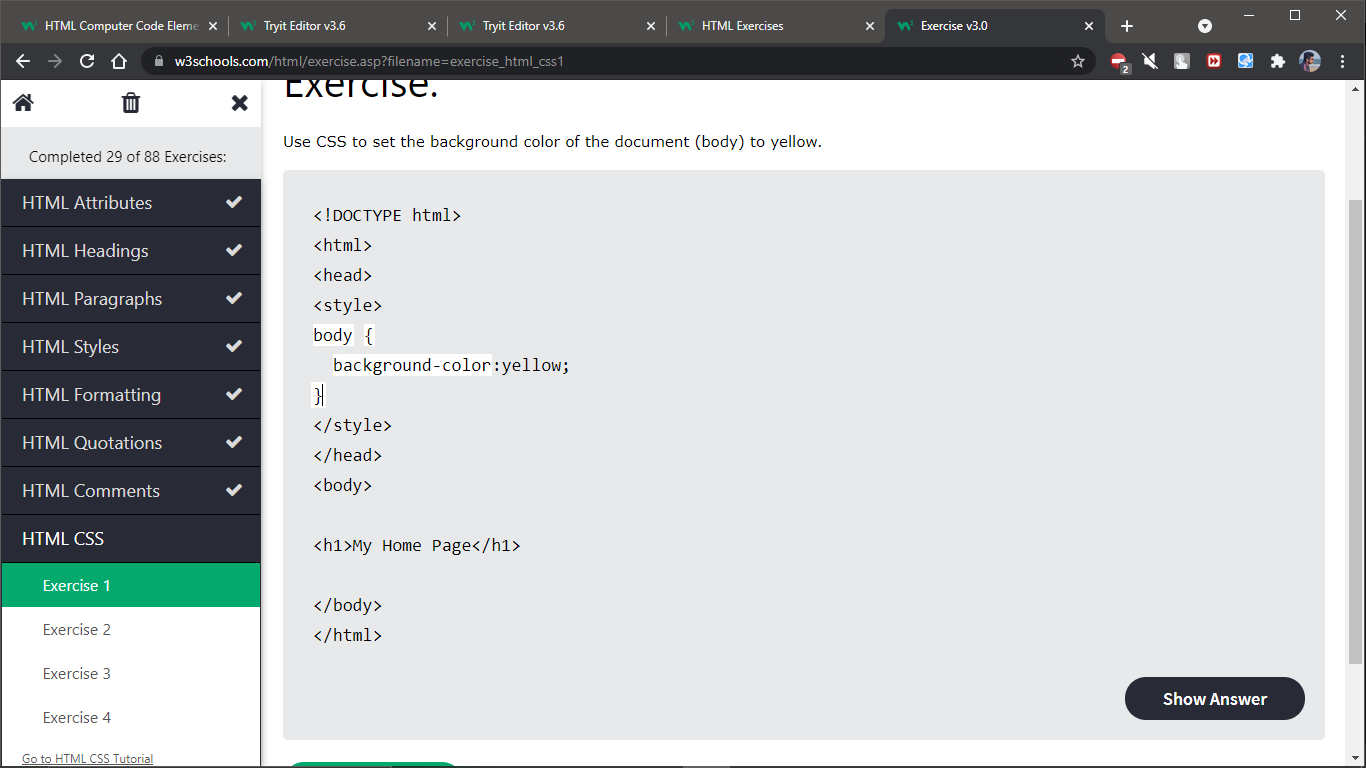 HTML Computer Code Eleme
Tryit Editor v3.6
Tryit Editor v3.6
HTML Exercises
Exercise v3.0
w3schools.com/html/exercise.asp?filename=exercise_html_css1
2
Completed 29 of 88 Exercises:
HTML Attributes
HTML Headings
HTML Paragraphs
HTML Styles
HTML Formatting
HTML Quotations
HTML Comments
HTML CSS
Exercise 1
Exercise 2
Exercise 3
Exercise 4
Go to HTML CSS Tutorial
Exercise:
Use CSS to set the background color of the document (body) to yellow.
<!DOCTYPE html>
<html>
<head>
<style>
body {
background-color:yellow;
}
</style>
</head>
<body>
<h1>My Home Page</h1>
</body>
</html>
Show Answer